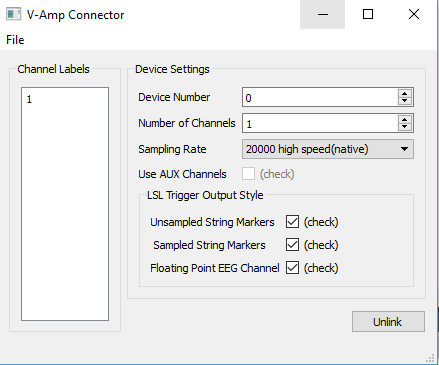 V-Amp Connector
File
Channel Labels
1
Device Settings
Device Number 0
Number of Channels 1
Sampling Rate 20000 high speed(native)
Use AUX Channels (check)
LSL Trigger Output Style
Unsampled String Markers (check)
Sampled String Markers (check)
Floating Point EEG Channel (check)
Unlink